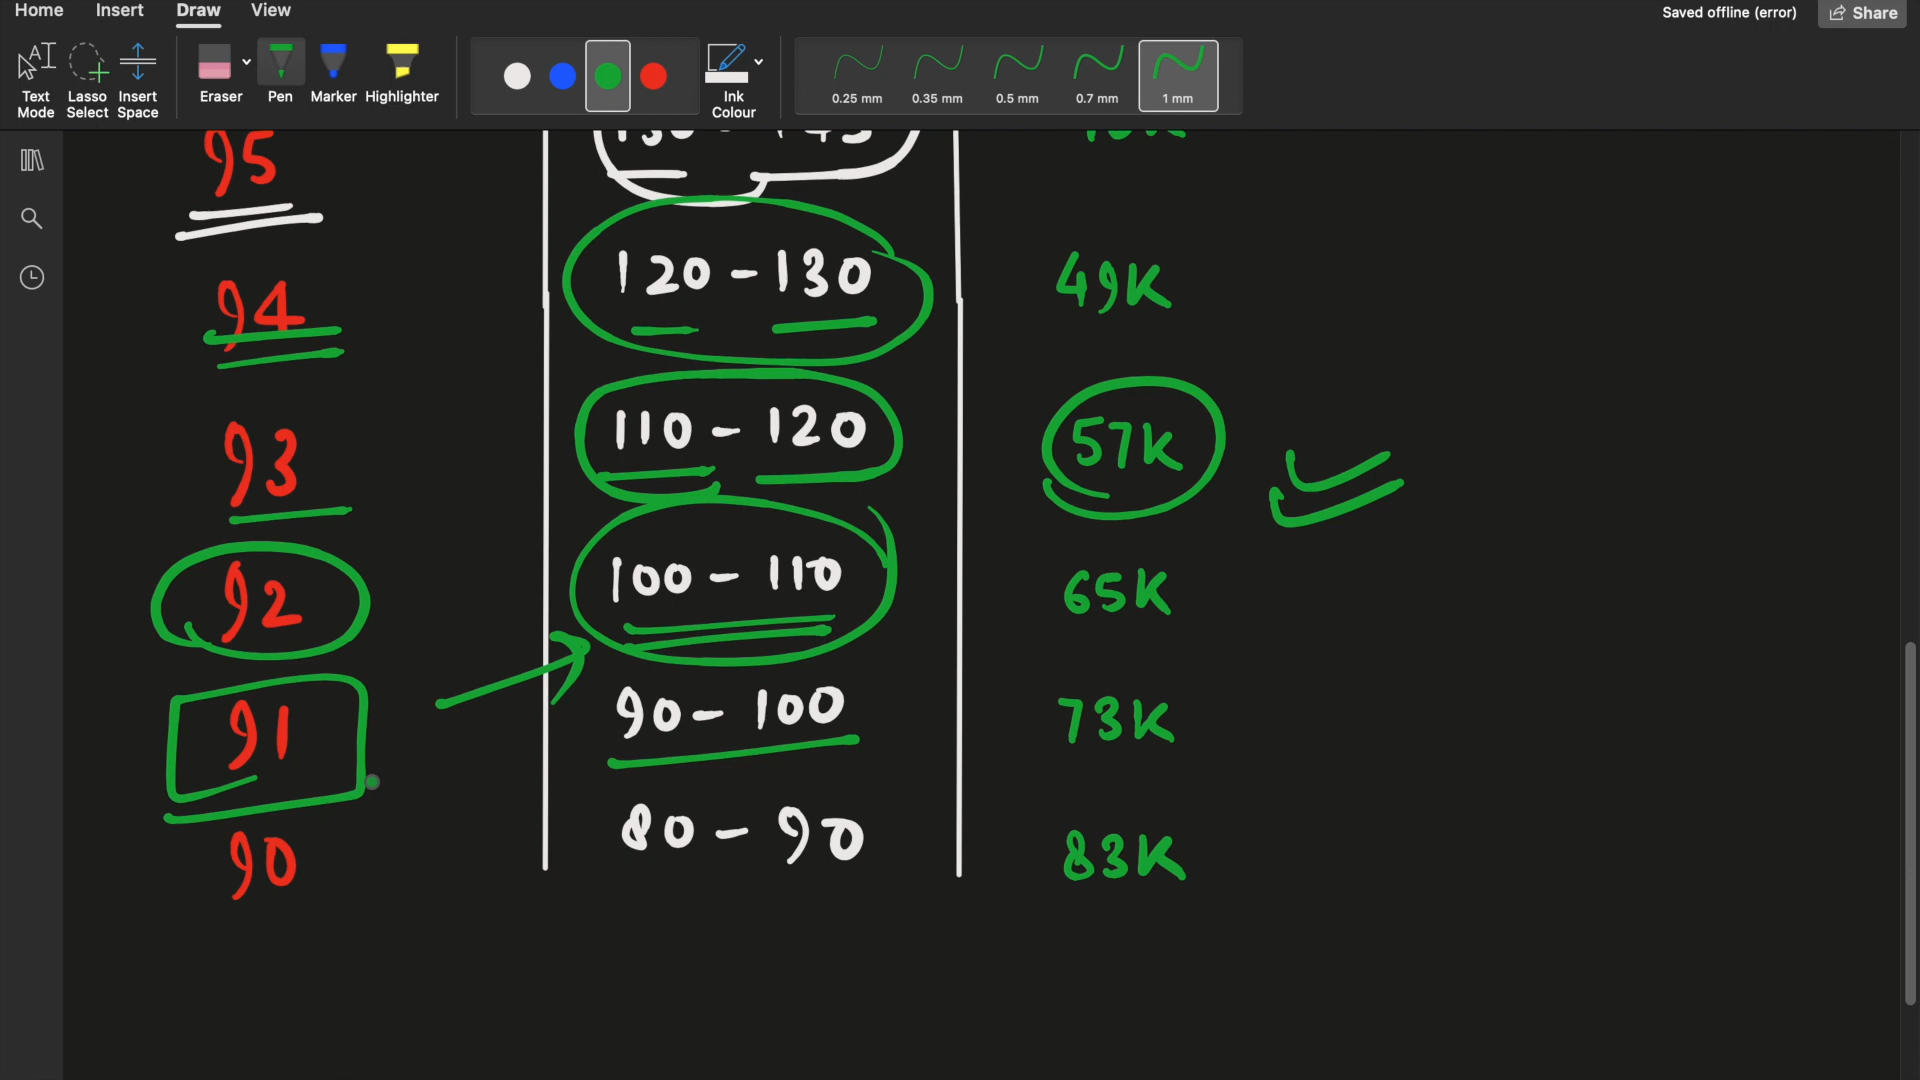 Home Insert Draw View
Saved offline (error) Share
Text Mode Lasso Select Insert Space Eraser Pen Marker Highlighter Ink Colour 0.25 mm 0.35 mm 0.5 mm 0.7 mm 1 mm
95
94 120 - 130 49K
93 110 - 120 57K
92 100 - 110 65K
91 90 - 100 73K
90 80 - 90 83K